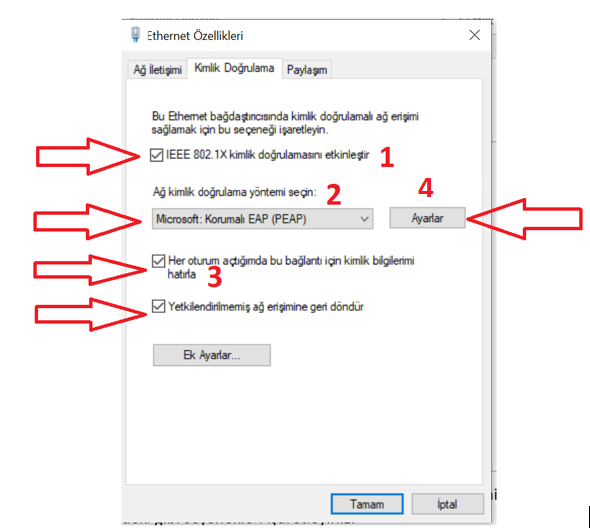 Ethernet Özellikleri
Ağ İletişimi Kimlik Doğrulama Paylaşım
Bu Ethernet bağdaştırıcısında kimlik doğrulamalı ağ erişimi
sağlamak için bu seçeneği işaretleyin.
IEEE 802.1X kimlik doğrulamasını etkinleştir 1
Ağ kimlik doğrulama yöntemi seçin: 2 4
Microsoft: Korumalı EAP (PEAP) Ayarlar
Her oturum açtığımda bu bağlantı için kimlik bilgilerimi
hatırla 3
Yetkilendirilmemiş ağ erişimine geri döndür
Ek Ayarlar...
Tamam İptal